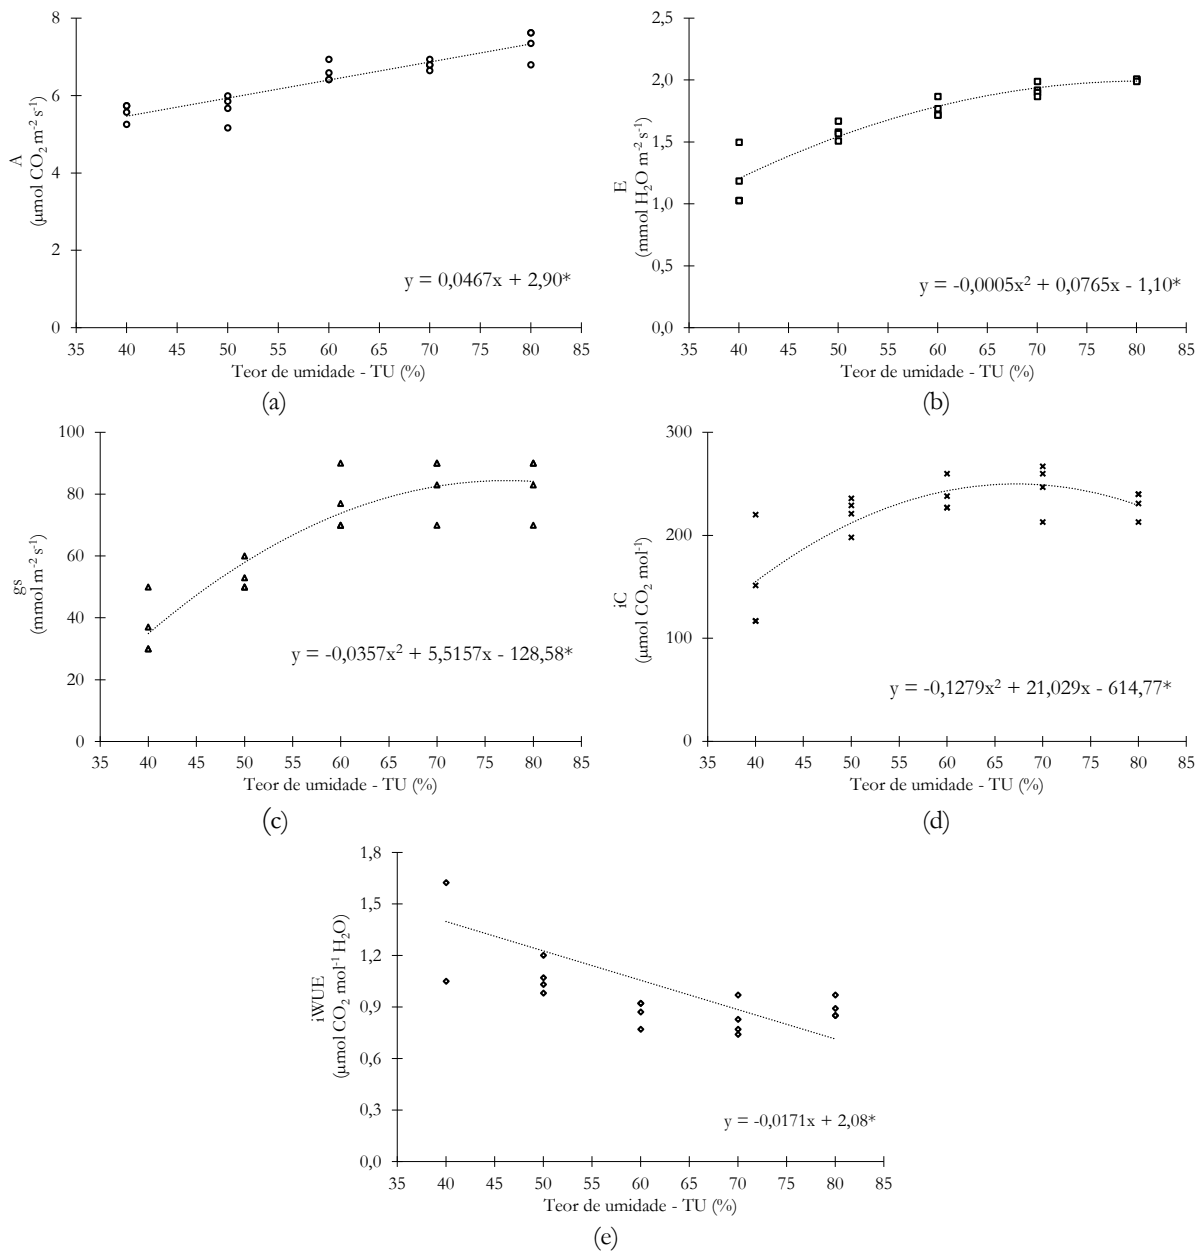 8
6
4
2
0
A
(µmol CO₂ m⁻² s⁻¹)
y = 0,0467x + 2,90*
35 40 45 50 55 60 65 70 75 80 85
Teor de umidade - TU (%)
(a)
2,5
2,0
1,5
1,0
0,5
0,0
E
(mmol H₂O m⁻² s⁻¹)
y = -0,0005x² + 0,0765x - 1,10*
35 40 45 50 55 60 65 70 75 80 85
Teor de umidade - TU (%)
(b)
100
80
60
40
20
0
gs
(mmol m⁻² s⁻¹)
y = -0,0357x² + 5,5157x - 128,58*
35 40 45 50 55 60 65 70 75 80 85
Teor de umidade - TU (%)
(c)
300
200
100
0
iC
(µmol CO₂ mol⁻¹)
y = -0,1279x² + 21,029x - 614,77*
35 40 45 50 55 60 65 70 75 80 85
Teor de umidade - TU (%)
(d)
1,8
1,5
1,2
0,9
0,6
0,3
0,0
iWUE
(µmol CO₂ mol⁻¹ H₂O)
y = -0,0171x + 2,08*
35 40 45 50 55 60 65 70 75 80 85
Teor de umidade - TU (%)
(e)